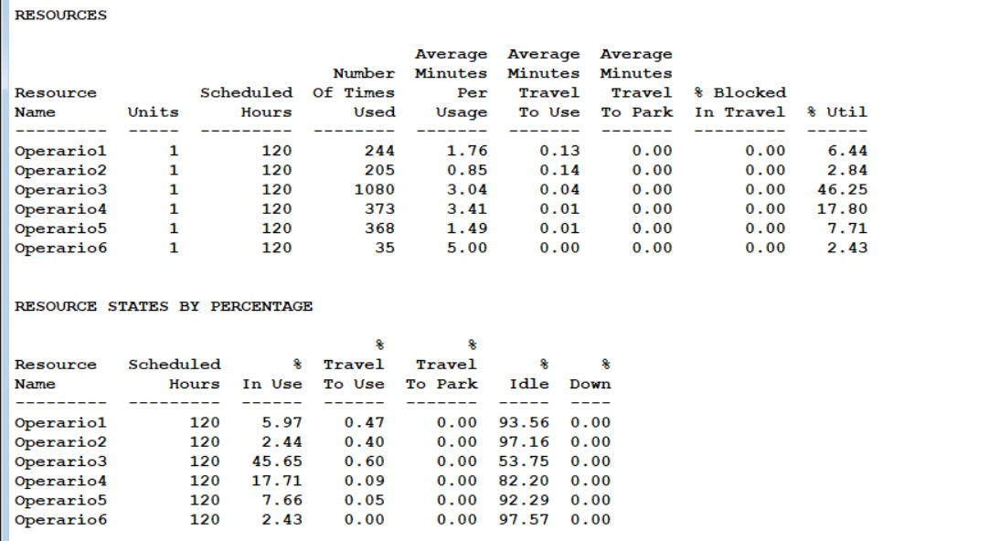 RESOURCES
Average Average Average
Number Minutes Minutes Minutes
Resource Scheduled Of Times Per Travel Travel % Blocked
Name Units Hours Used Usage To Use To Park In Travel % Util
--------- ----- --------- -------- ------- ------- ------- --------- ------
Operario1 1 120 244 1.76 0.13 0.00 0.00 6.44
Operario2 1 120 205 0.85 0.14 0.00 0.00 2.84
Operario3 1 120 1080 3.04 0.04 0.00 0.00 46.25
Operario4 1 120 373 3.41 0.01 0.00 0.00 17.80
Operario5 1 120 368 1.49 0.01 0.00 0.00 7.71
Operario6 1 120 35 5.00 0.00 0.00 0.00 2.43
RESOURCE STATES BY PERCENTAGE
% %
Resource Scheduled % Travel Travel % %
Name Hours In Use To Use To Park Idle Down
--------- --------- ------ ------ ------- ----- ----
Operario1 120 5.97 0.47 0.00 93.56 0.00
Operario2 120 2.44 0.40 0.00 97.16 0.00
Operario3 120 45.65 0.60 0.00 53.75 0.00
Operario4 120 17.71 0.09 0.00 82.20 0.00
Operario5 120 7.66 0.05 0.00 92.29 0.00
Operario6 120 2.43 0.00 0.00 97.57 0.00